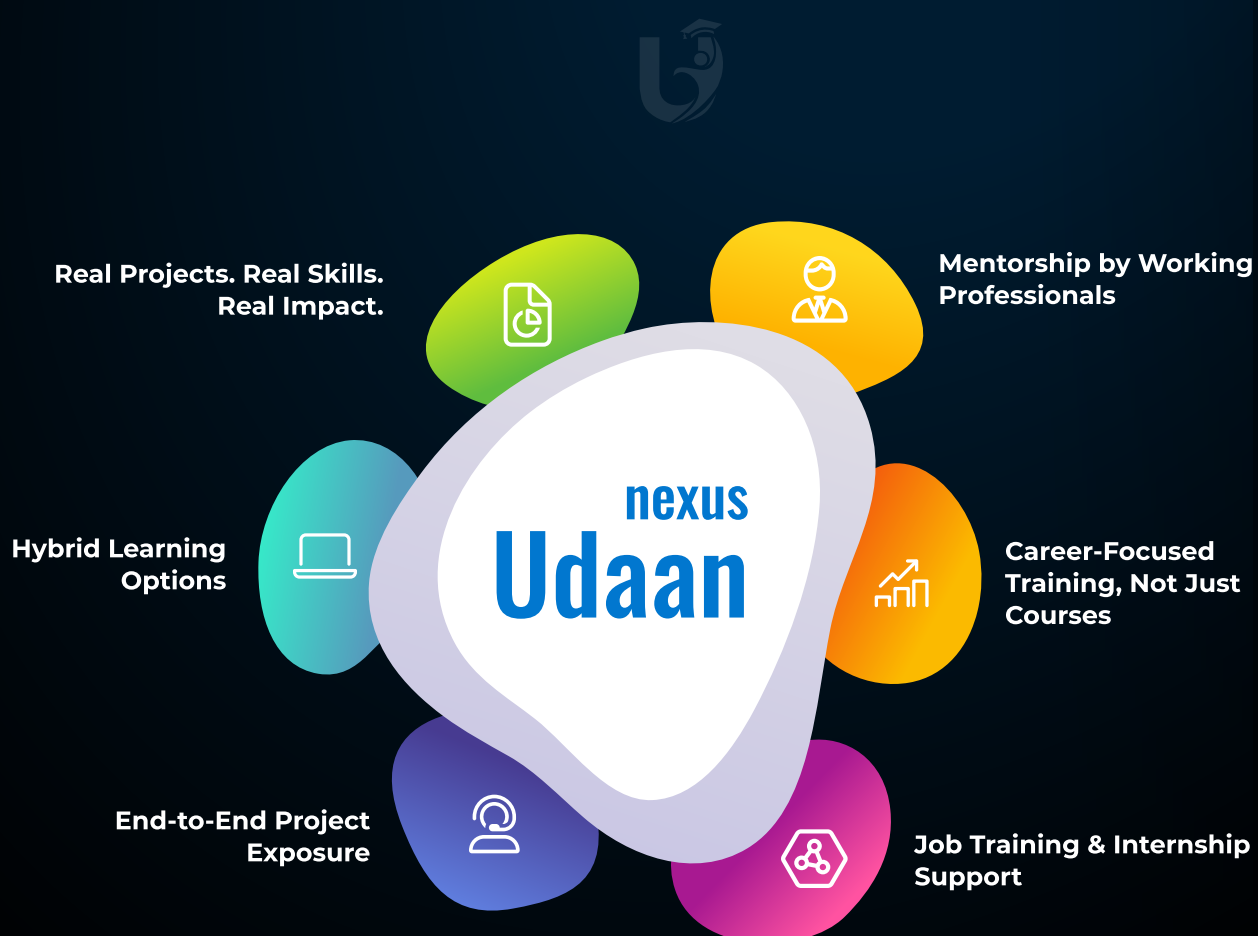 Real Projects. Real Skills.
Real Impact.
Mentorship by Working
Professionals
Hybrid Learning
Options
nexus
Udaan
Career-Focused
Training, Not Just
Courses
End-to-End Project
Exposure
Job Training & Internship
Support